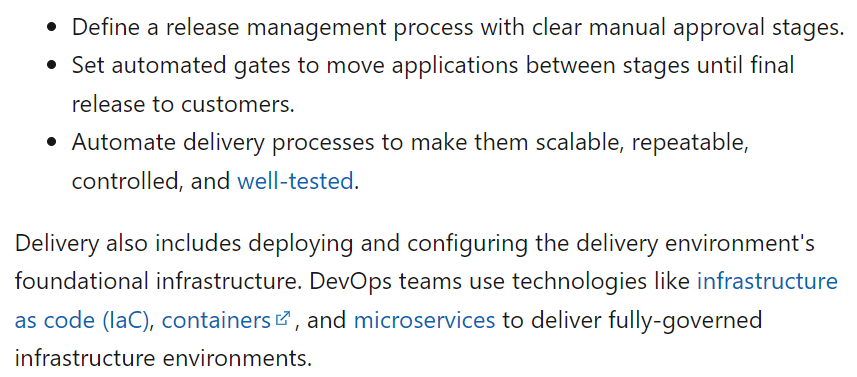 • Define a release management process with clear manual approval stages.
• Set automated gates to move applications between stages until final
release to customers.
• Automate delivery processes to make them scalable, repeatable,
controlled, and well-tested.
Delivery also includes deploying and configuring the delivery environment's
foundational infrastructure. DevOps teams use technologies like infrastructure
as code (IaC), containers, and microservices to deliver fully-governed
infrastructure environments.